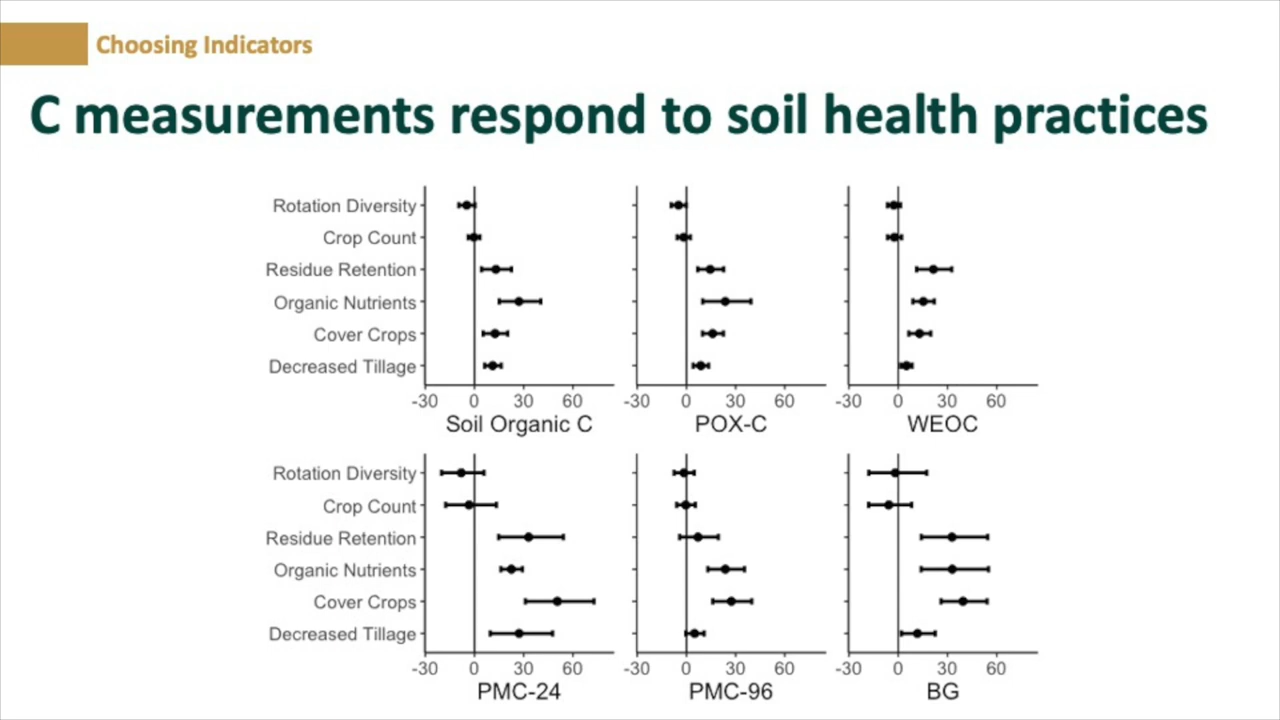 Choosing Indicators
C measurements respond to soil health practices
Rotation Diversity
Crop Count
Residue Retention
Organic Nutrients
Cover Crops
Decreased Tillage
-30 0 30 60 -30 0 30 60 -30 0 30 60
Soil Organic C POX-C WEOC
Rotation Diversity
Crop Count
Residue Retention
Organic Nutrients
Cover Crops
Decreased Tillage
-30 0 30 60 -30 0 30 60 -30 0 30 60
PMC-24 PMC-96 BG